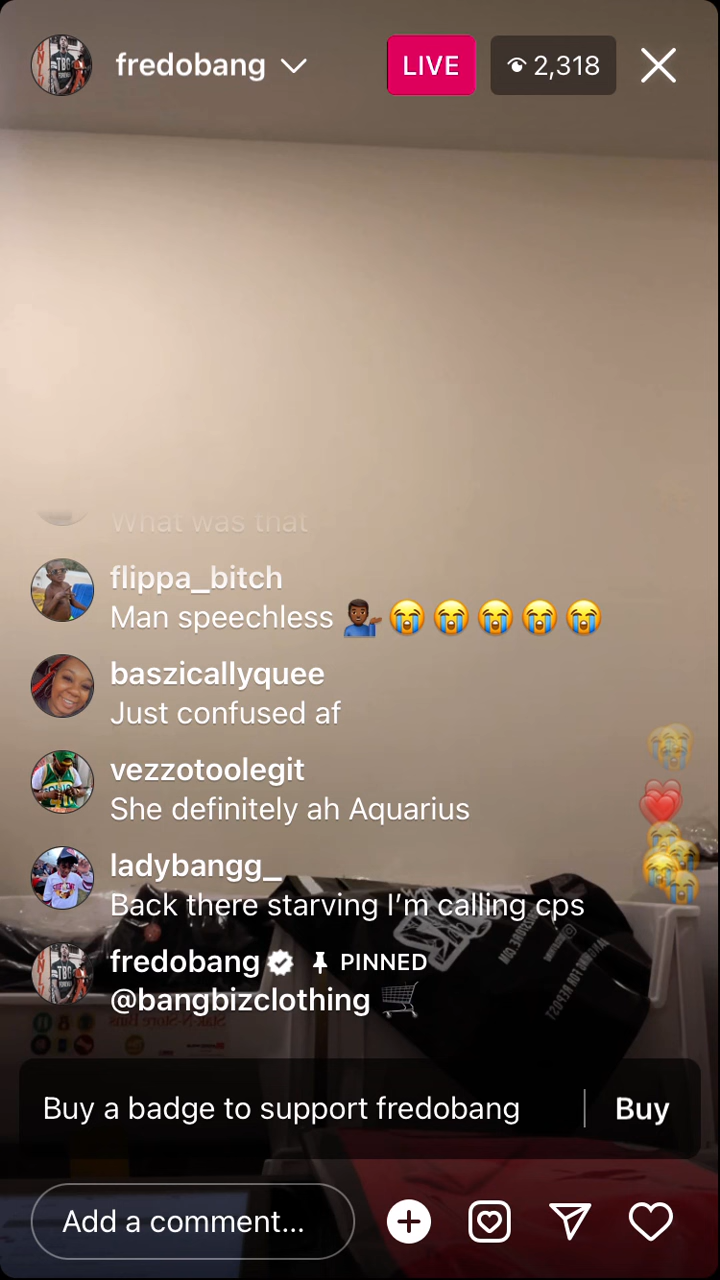 fredobang
LIVE
2,318
What was that
flippa_bitch
Man speechless 💁🏾‍♂️😭😭😭😭😭
baszicallyquee
Just confused af
vezzotoolegit
She definitely ah Aquarius
ladybangg_
Back there starving I'm calling cps
fredobang PINNED
@bangbizclothing 🛒
Buy a badge to support fredobang
Buy
Add a comment...